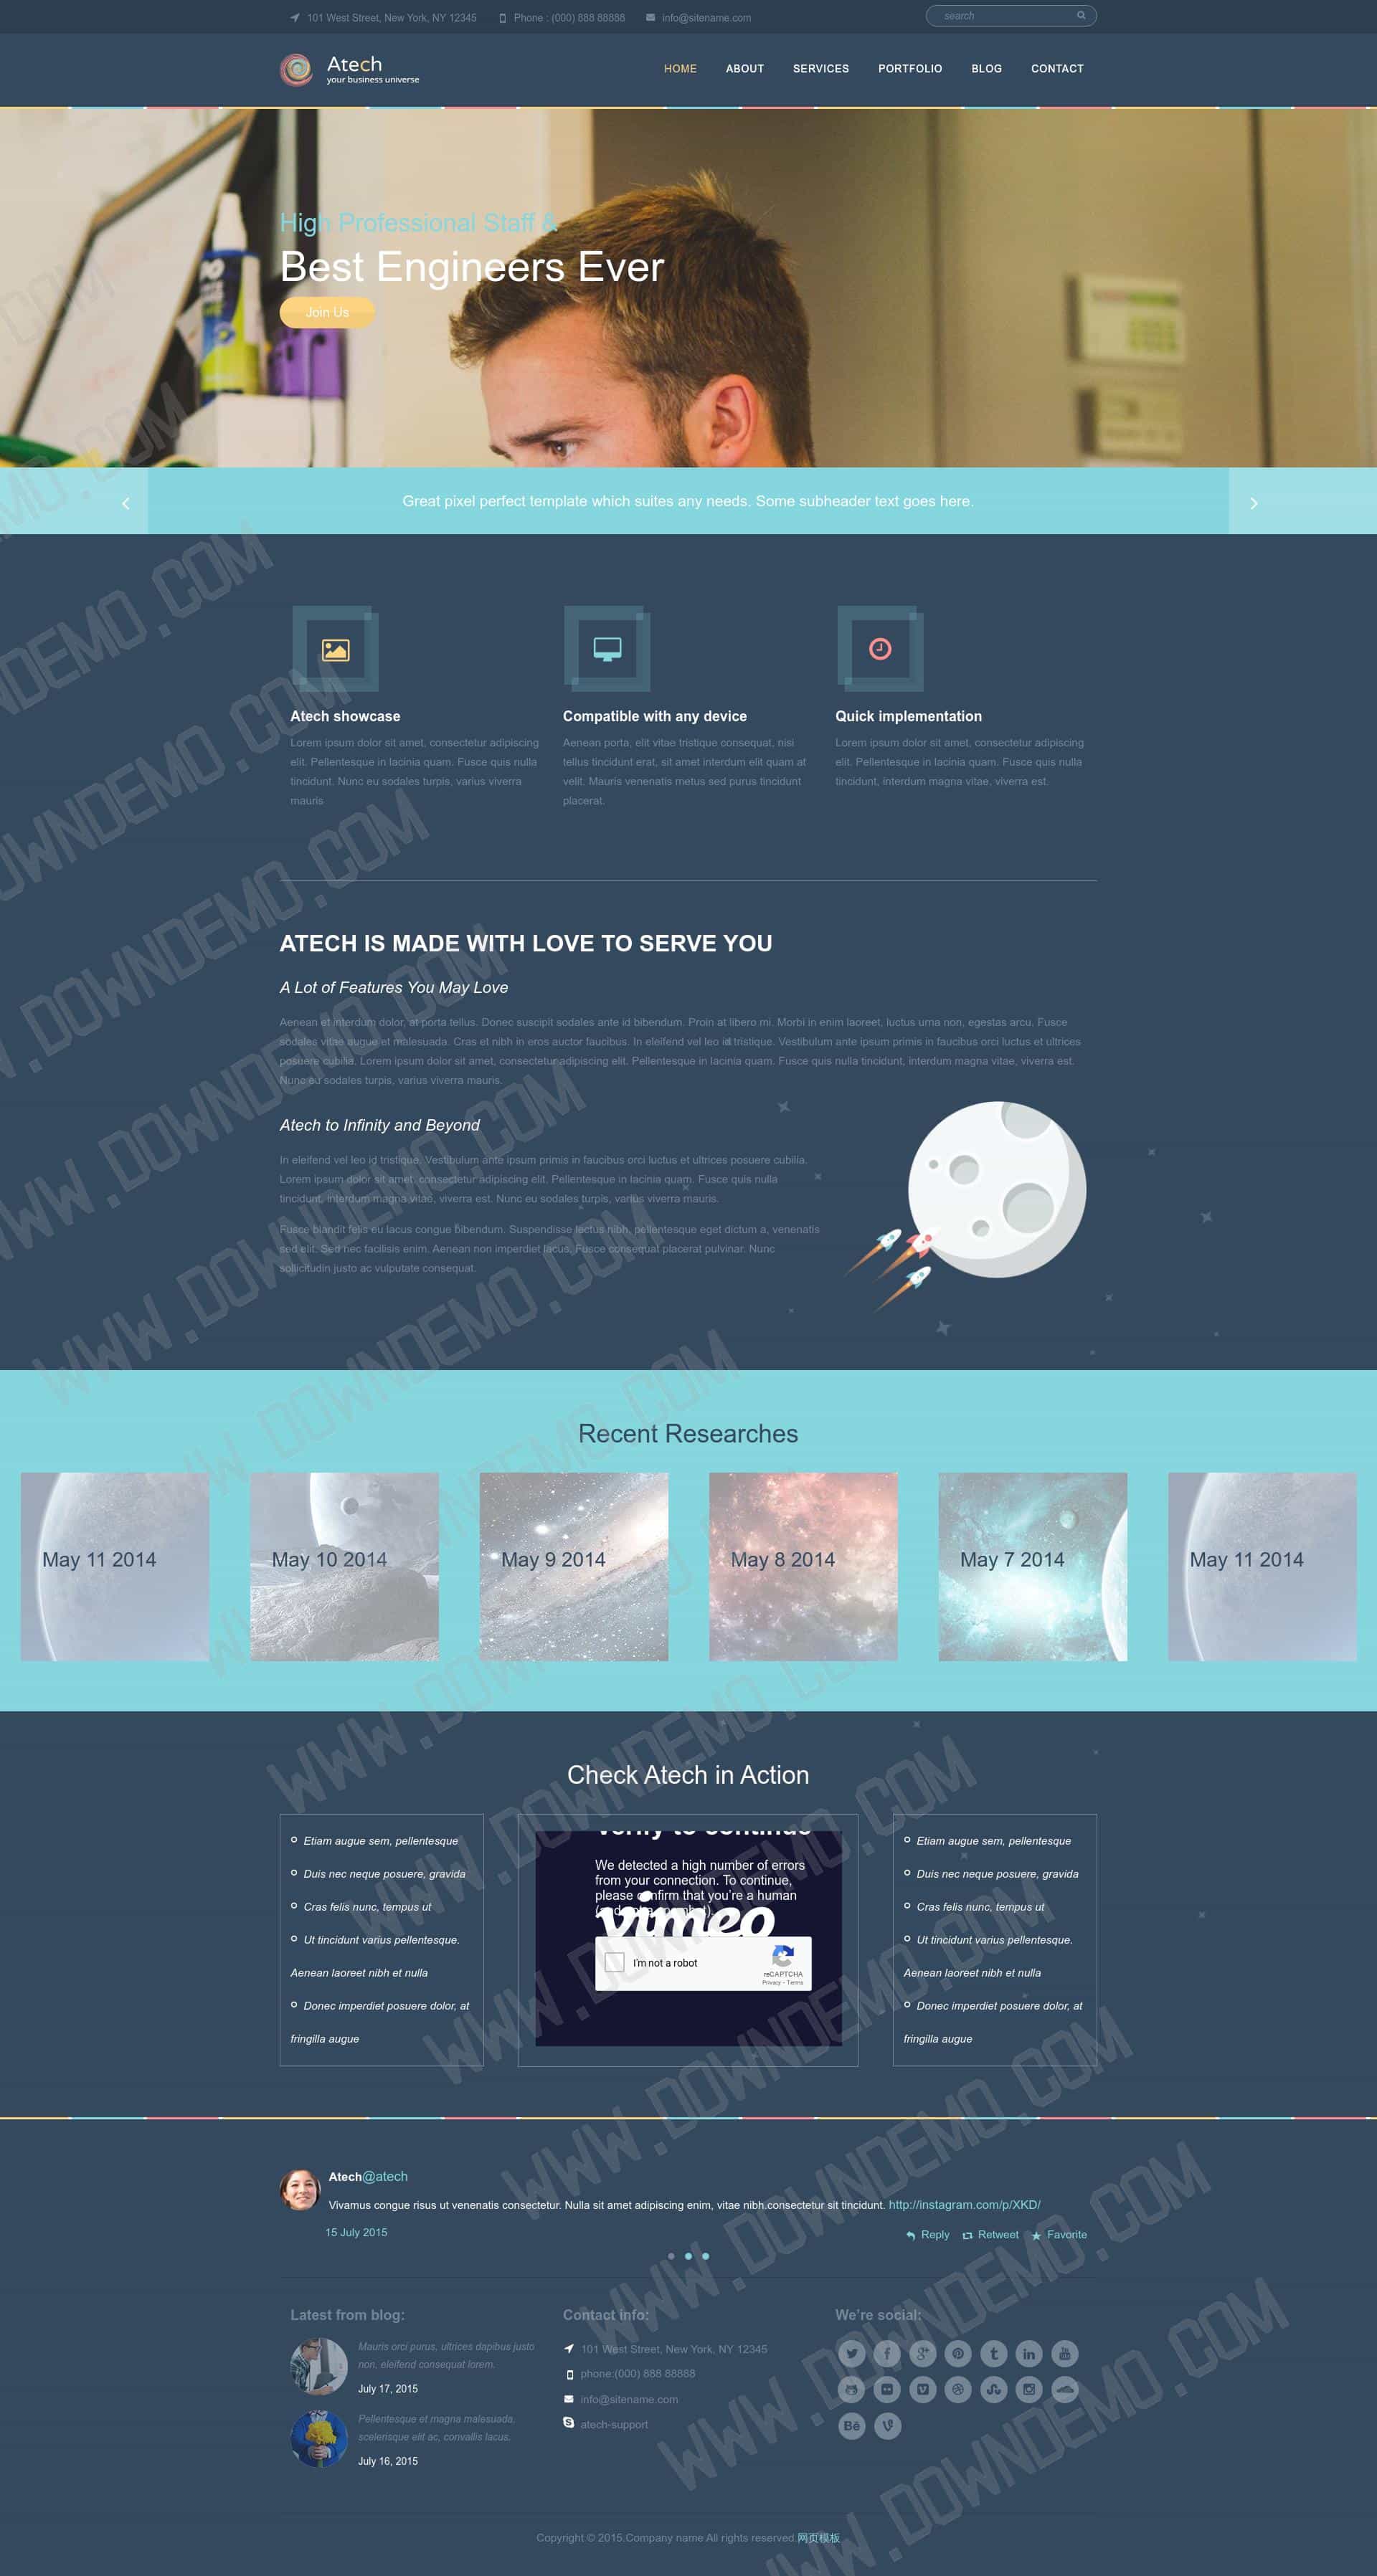 101 West Street, New York, NY 12345 Phone : (000) 888 88888 info@sitename.com search
Atech
your business universe
HOME ABOUT SERVICES PORTFOLIO BLOG CONTACT
High Professional Staff &
Best Engineers Ever
Join Us
Great pixel perfect template which suites any needs. Some subheader text goes here.
Atech showcase
Lorem ipsum dolor sit amet, consectetur adipiscing
elit. Pellentesque in lacinia quam. Fusce quis nulla
tincidunt. Nunc eu sodales turpis, varius viverra
mauris
Compatible with any device
Aenean porta, elit vitae tristique consequat, nisi
tellus tincidunt erat, sit amet interdum elit quam at
velit. Mauris venenatis metus sed purus tincidunt
placerat.
Quick implementation
Lorem ipsum dolor sit amet, consectetur adipiscing
elit. Pellentesque in lacinia quam. Fusce quis nulla
tincidunt, interdum magna vitae, viverra est.
ATECH IS MADE WITH LOVE TO SERVE YOU
A Lot of Features You May Love
Aenean et interdum dolor, at porta tellus. Donec suscipit sodales ante id bibendum. Proin at libero mi. Morbi in enim laoreet, luctus urna non, egestas arcu. Fusce
sodales vitae augue et malesuada. Cras et nibh in eros auctor faucibus. In eleifend vel leo id tristique. Vestibulum ante ipsum primis in faucibus orci luctus et ultrices
posuere cubilia. Lorem ipsum dolor sit amet, consectetur adipiscing elit. Pellentesque in lacinia quam. Fusce quis nulla tincidunt, interdum magna vitae, viverra est.
Nunc eu sodales turpis, varius viverra mauris.
Atech to Infinity and Beyond
In eleifend vel leo id tristique. Vestibulum ante ipsum primis in faucibus orci luctus et ultrices posuere cubilia.
Lorem ipsum dolor sit amet, consectetur adipiscing elit. Pellentesque in lacinia quam. Fusce quis nulla
tincidunt, interdum magna vitae, viverra est. Nunc eu sodales turpis, varius viverra mauris.
Fusce blandit felis eu lacus congue bibendum. Suspendisse lectus nibh, pellentesque eget dictum a, venenatis
sed elit. Sed nec facilisis enim. Aenean non imperdiet lacus. Fusce consequat placerat pulvinar. Nunc
sollicitudin justo ac vulputate consequat.
Recent Researches
May 11 2014 May 10 2014 May 9 2014 May 8 2014 May 7 2014 May 11 2014
Check Atech in Action
Etiam augue sem, pellentesque
Duis nec neque posuere, gravida
Cras felis nunc, tempus ut
Ut tincidunt varius pellentesque.
Aenean laoreet nibh et nulla
Donec imperdiet posuere dolor, at
fringilla augue
Verify to continue
We detected a high number of errors
from your connection. To continue,
please confirm that you're a human
vimeo
I'm not a robot
reCAPTCHA
Privacy - Terms
Etiam augue sem, pellentesque
Duis nec neque posuere, gravida
Cras felis nunc, tempus ut
Ut tincidunt varius pellentesque.
Aenean laoreet nibh et nulla
Donec imperdiet posuere dolor, at
fringilla augue
Atech@atech
Vivamus congue risus ut venenatis consectetur. Nulla sit amet adipiscing enim, vitae nibh.consectetur sit tincidunt. http://instagram.com/p/XKD/
15 July 2015 Reply Retweet Favorite
Latest from blog:
Mauris orci purus, ultrices dapibus justo
non, eleifend consequat lorem.
July 17, 2015
Pellentesque et magna malesuada,
scelerisque elit ac, convallis lacus.
July 16, 2015
Contact info:
101 West Street, New York, NY 12345
phone:(000) 888 88888
info@sitename.com
atech-support
We're social:
Copyright © 2015.Company name All rights reserved.网页模板
WWW.DOWNDEMO.COM